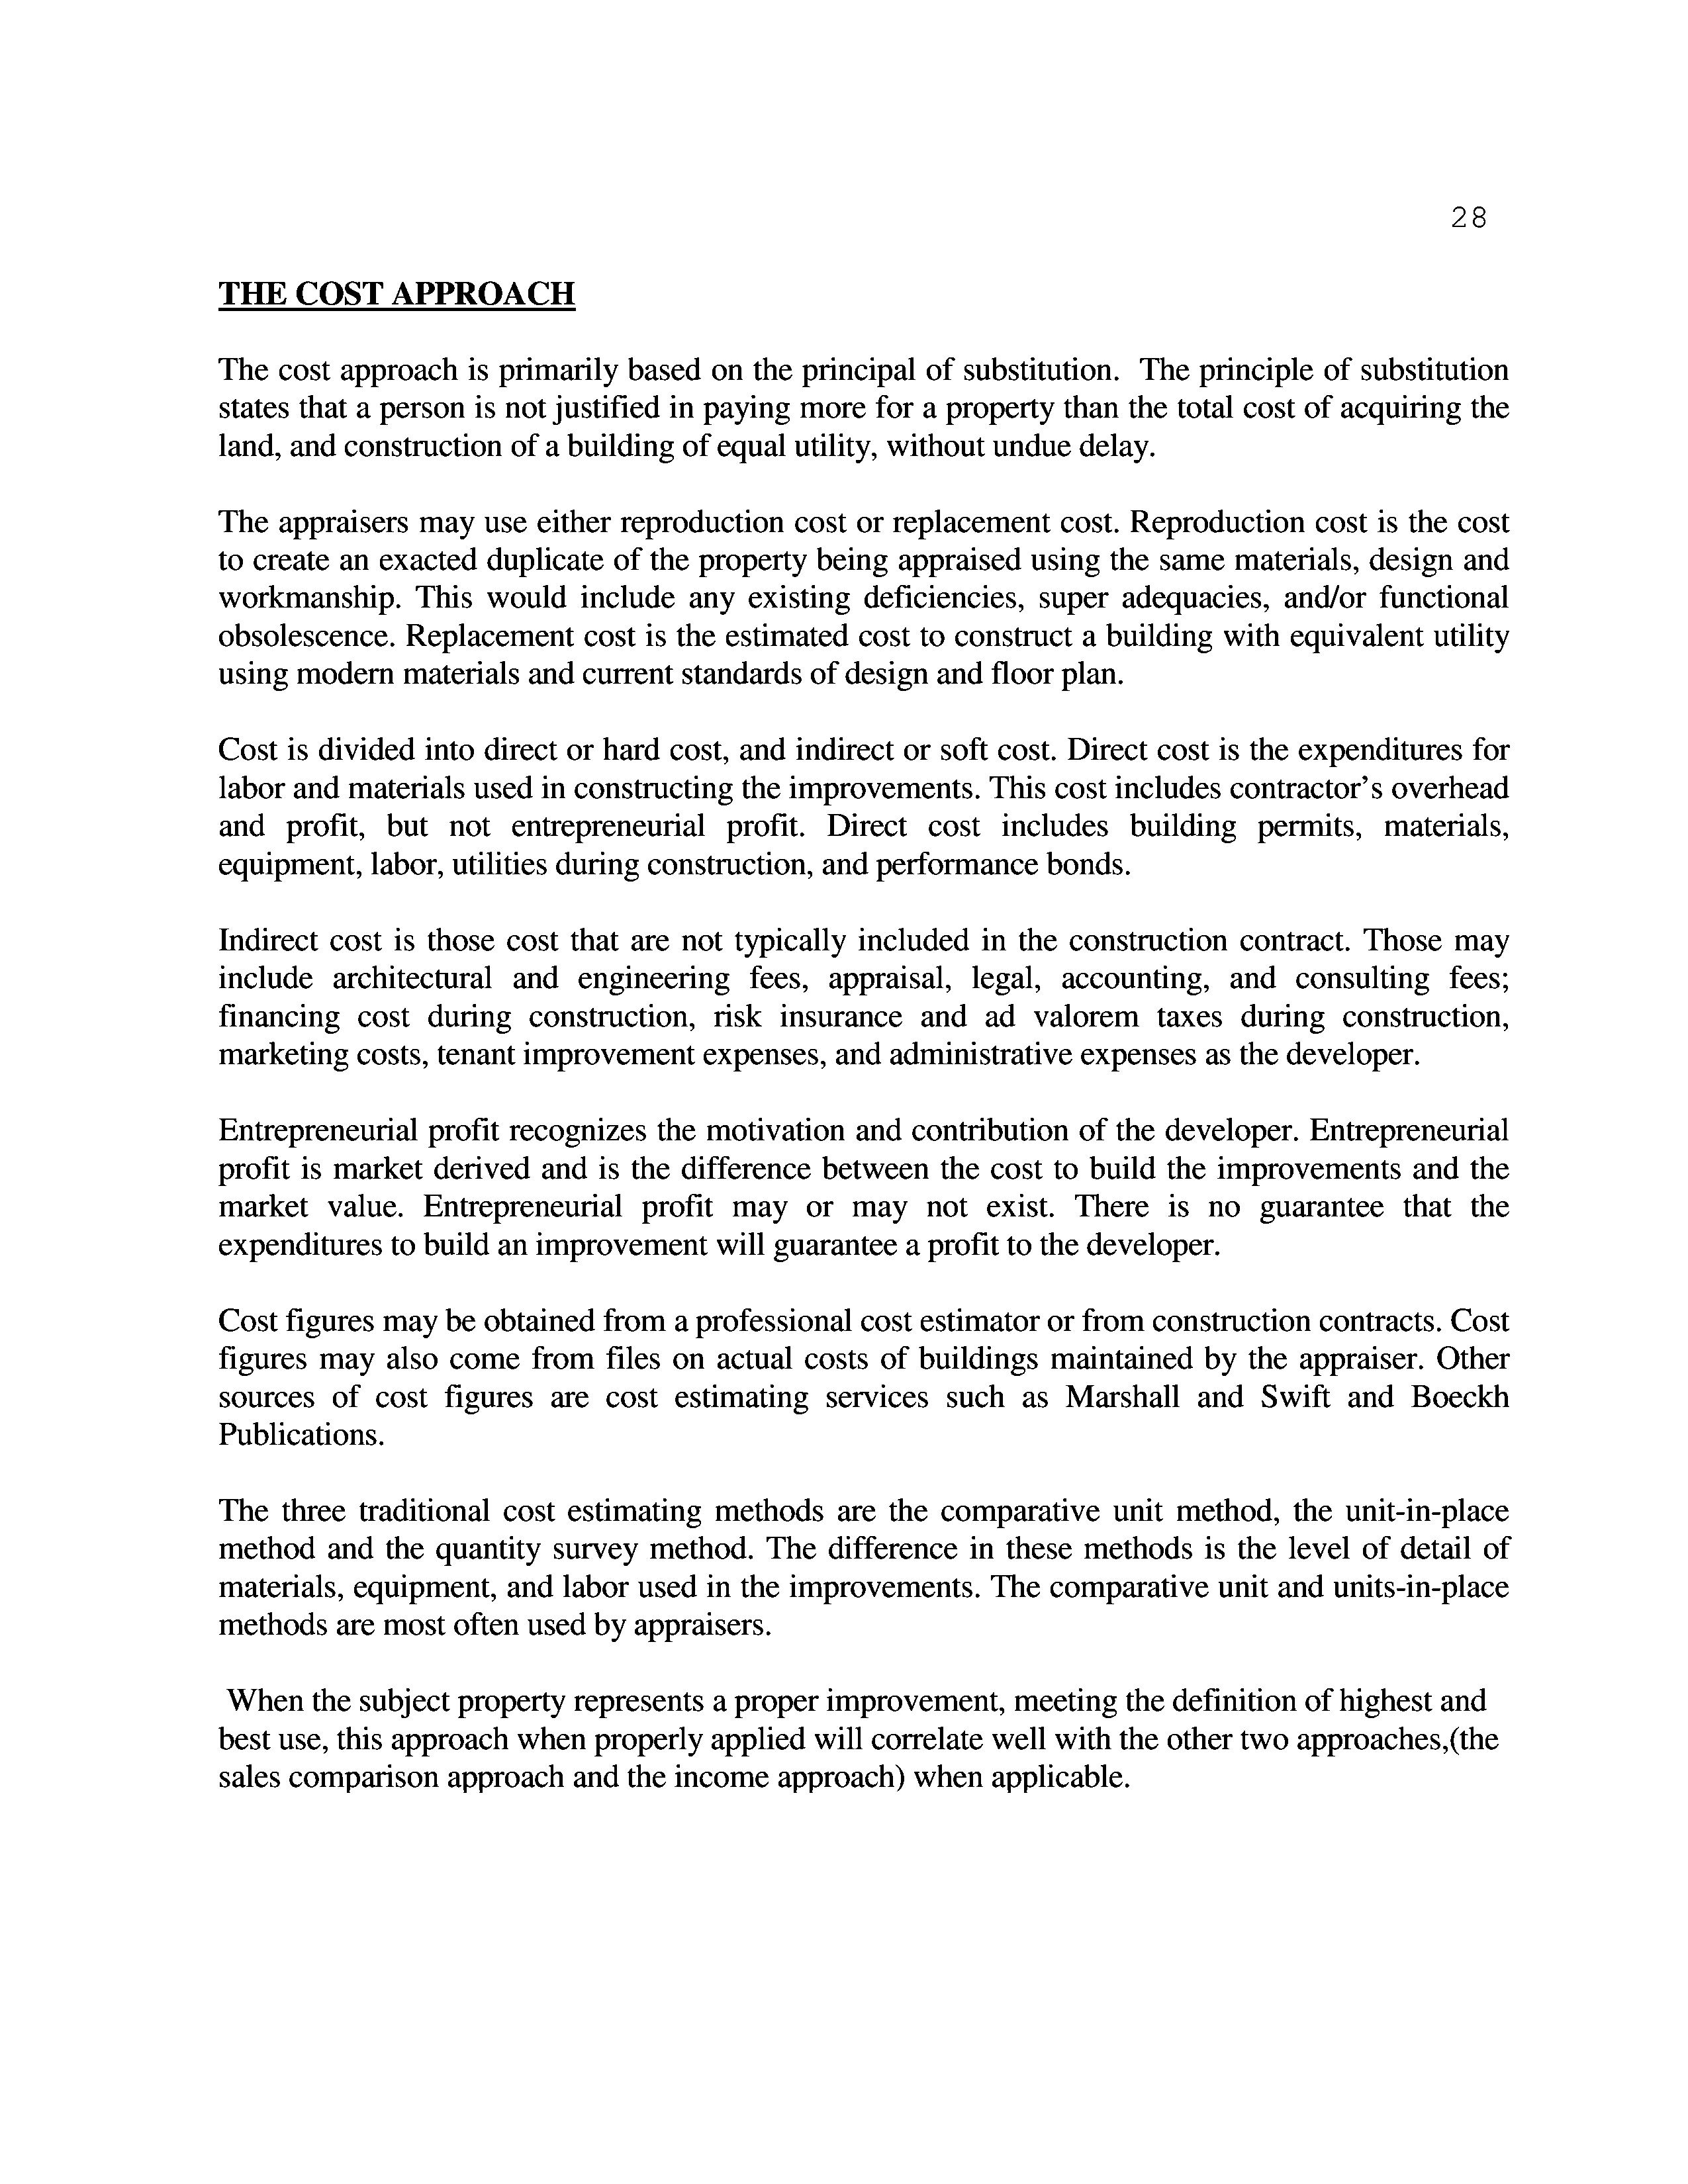 28
THE COST APPROACH
The cost approach is primarily based on the principal of substitution. The principle of substitution
states that a person is not justified in paying more for a property than the total cost of acquiring the
land, and construction of a building of equal utility, without undue delay.
The appraisers may use either reproduction cost or replacement cost. Reproduction cost is the cost
to create an exacted duplicate of the property being appraised using the same materials, design and
workmanship. This would include any existing deficiencies, super adequacies, and/or functional
obsolescence. Replacement cost is the estimated cost to construct a building with equivalent utility
using modern materials and current standards of design and floor plan.
Cost is divided into direct or hard cost, and indirect or soft cost. Direct cost is the expenditures for
labor and materials used in constructing the improvements. This cost includes contractor’s overhead
and profit, but not entrepreneurial profit. Direct cost includes building permits, materials,
equipment, labor, utilities during construction, and performance bonds.
Indirect cost is those cost that are not typically included in the construction contract. Those may
include architectural and engineering fees, appraisal, legal, accounting, and consulting fees;
financing cost during construction, risk insurance and ad valorem taxes during construction,
marketing costs, tenant improvement expenses, and administrative expenses as the developer.
Entrepreneurial profit recognizes the motivation and contribution of the developer. Entrepreneurial
profit is market derived and is the difference between the cost to build the improvements and the
market value. Entrepreneurial profit may or may not exist. There is no guarantee that the
expenditures to build an improvement will guarantee a profit to the developer.
Cost figures may be obtained from a professional cost estimator or from construction contracts. Cost
figures may also come from files on actual costs of buildings maintained by the appraiser. Other
sources of cost figures are cost estimating services such as Marshall and Swift and Boeckh
Publications.
The three traditional cost estimating methods are the comparative unit method, the unit-in-place
method and the quantity survey method. The difference in these methods is the level of detail of
materials, equipment, and labor used in the improvements. The comparative unit and units-in-place
methods are most often used by appraisers.
When the subject property represents a proper improvement, meeting the definition of highest and
best use, this approach when properly applied will correlate well with the other two approaches,(the
sales comparison approach and the income approach) when applicable.